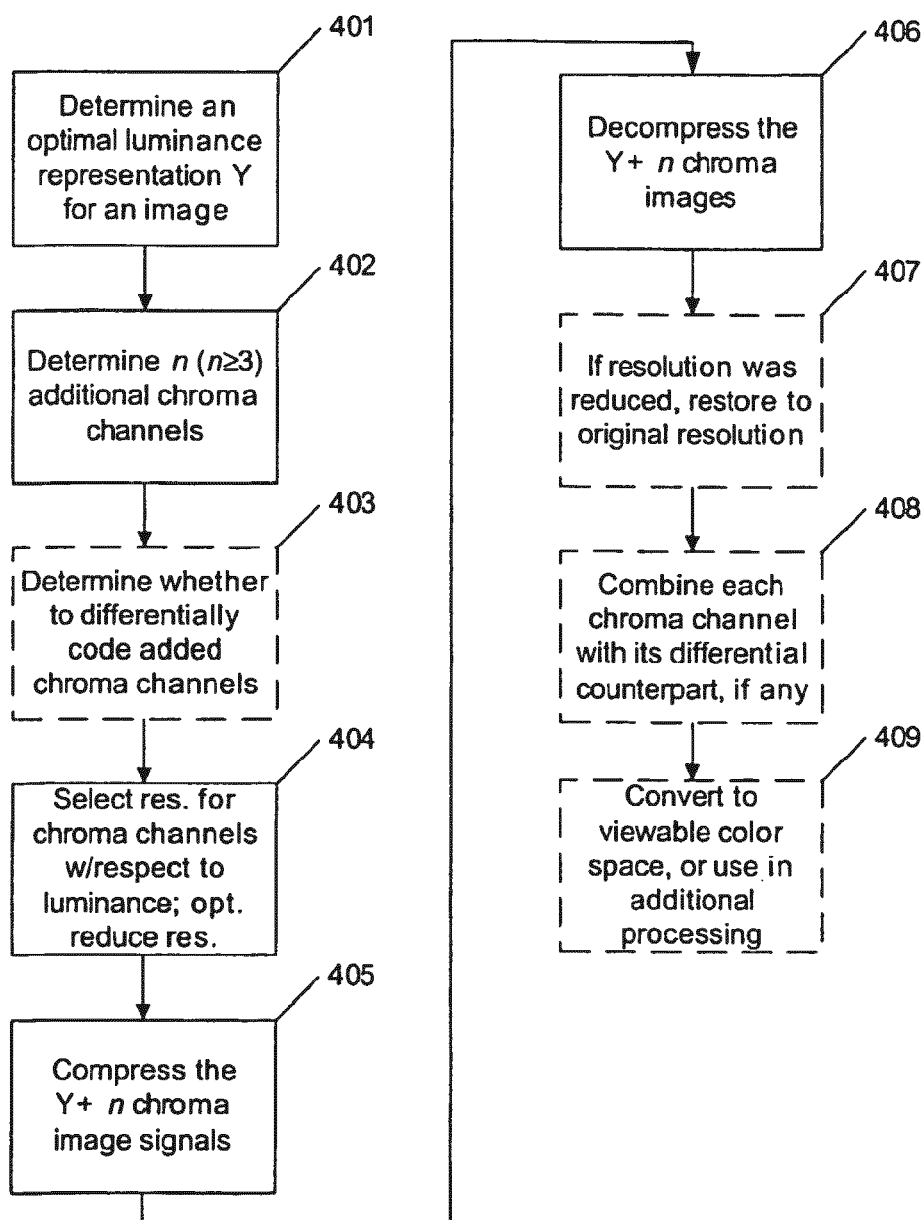 401
Determine an
optimal luminance
representation Y
for an image
402
Determine n (n≥3)
additional chroma
channels
403
Determine whether
to differentially
code added
chroma channels
404
Select res. for
chroma channels
w/respect to
luminance; opt.
reduce res.
405
Compress the
Y+ n chroma
image signals
406
Decompress the
Y+ n chroma
images
407
If resolution was
reduced, restore to
original resolution
408
Combine each
chroma channel
with its differential
counterpart, if any
409
Convert to
viewable color
space, or use in
additional
processing